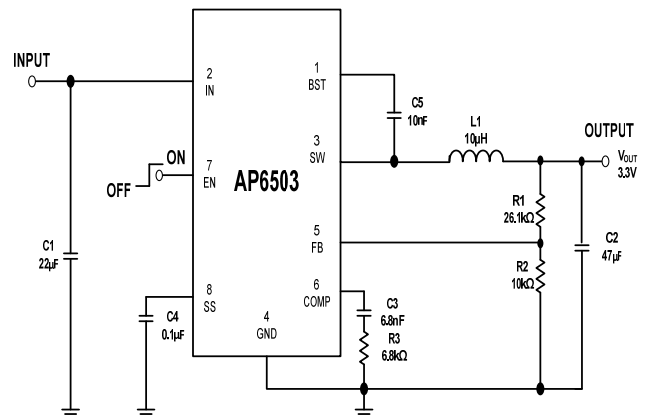 INPUT
2
IN
1
BST
C5
10nF
L1
10µH
OUTPUT
3
SW
V_OUT
3.3V
ON
OFF
7
EN
AP6503
R1
26.1kΩ
5
FB
C1
22µF
R2
10kΩ
C2
47µF
6
COMP
8
SS
C4
0.1µF
4
GND
C3
6.8nF
R3
6.8kΩ